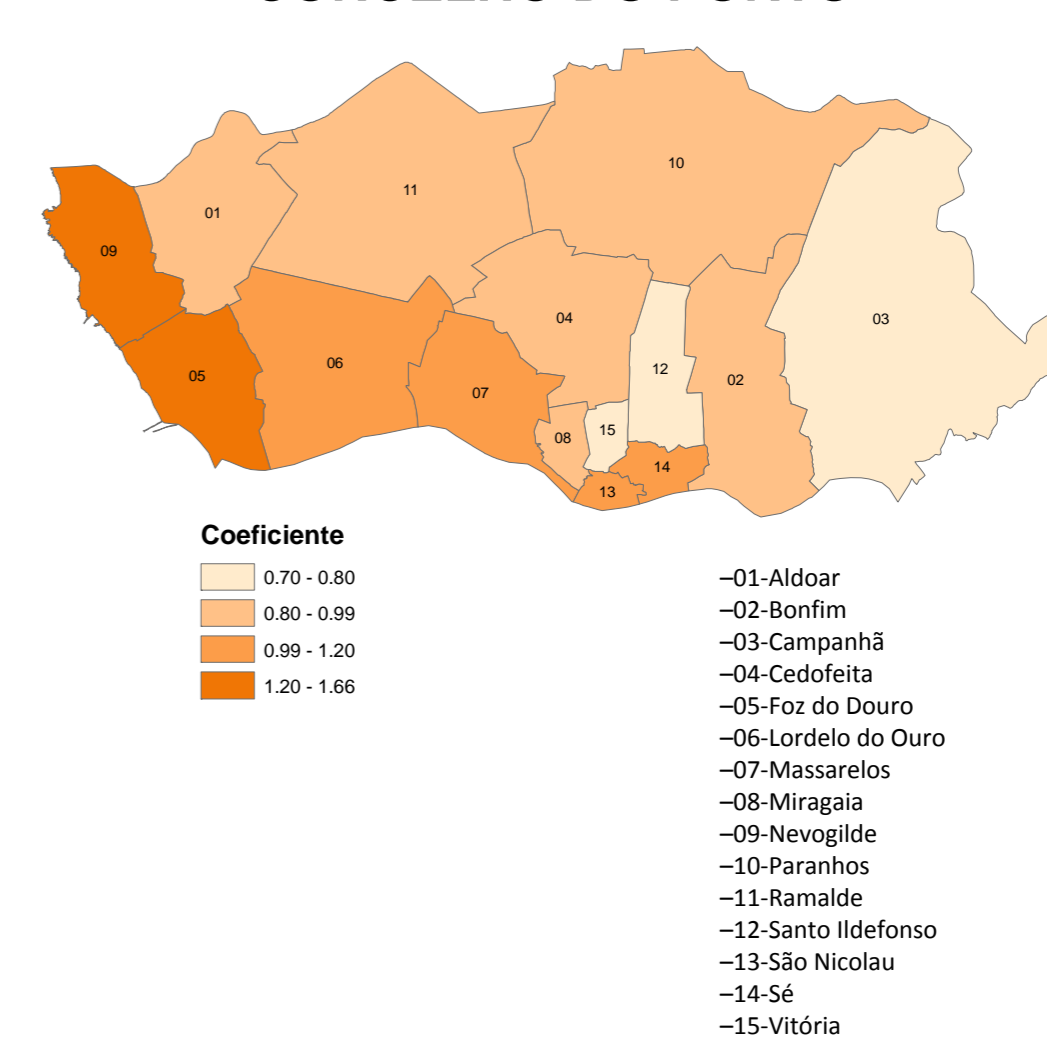 10
11
01
09
04
03
06
12
05
02
07
15
08
14
13
Coeficiente
0.70 - 0.80
0.80 - 0.99
0.99 - 1.20
1.20 - 1.66
–01-Aldoar
–02-Bonfim
–03-Campanhã
–04-Cedofeita
–05-Foz do Douro
–06-Lordelo do Ouro
–07-Massarelos
–08-Miragaia
–09-Nevogilde
–10-Paranhos
–11-Ramalde
–12-Santo Ildefonso
–13-São Nicolau
–14-Sé
–15-Vitória